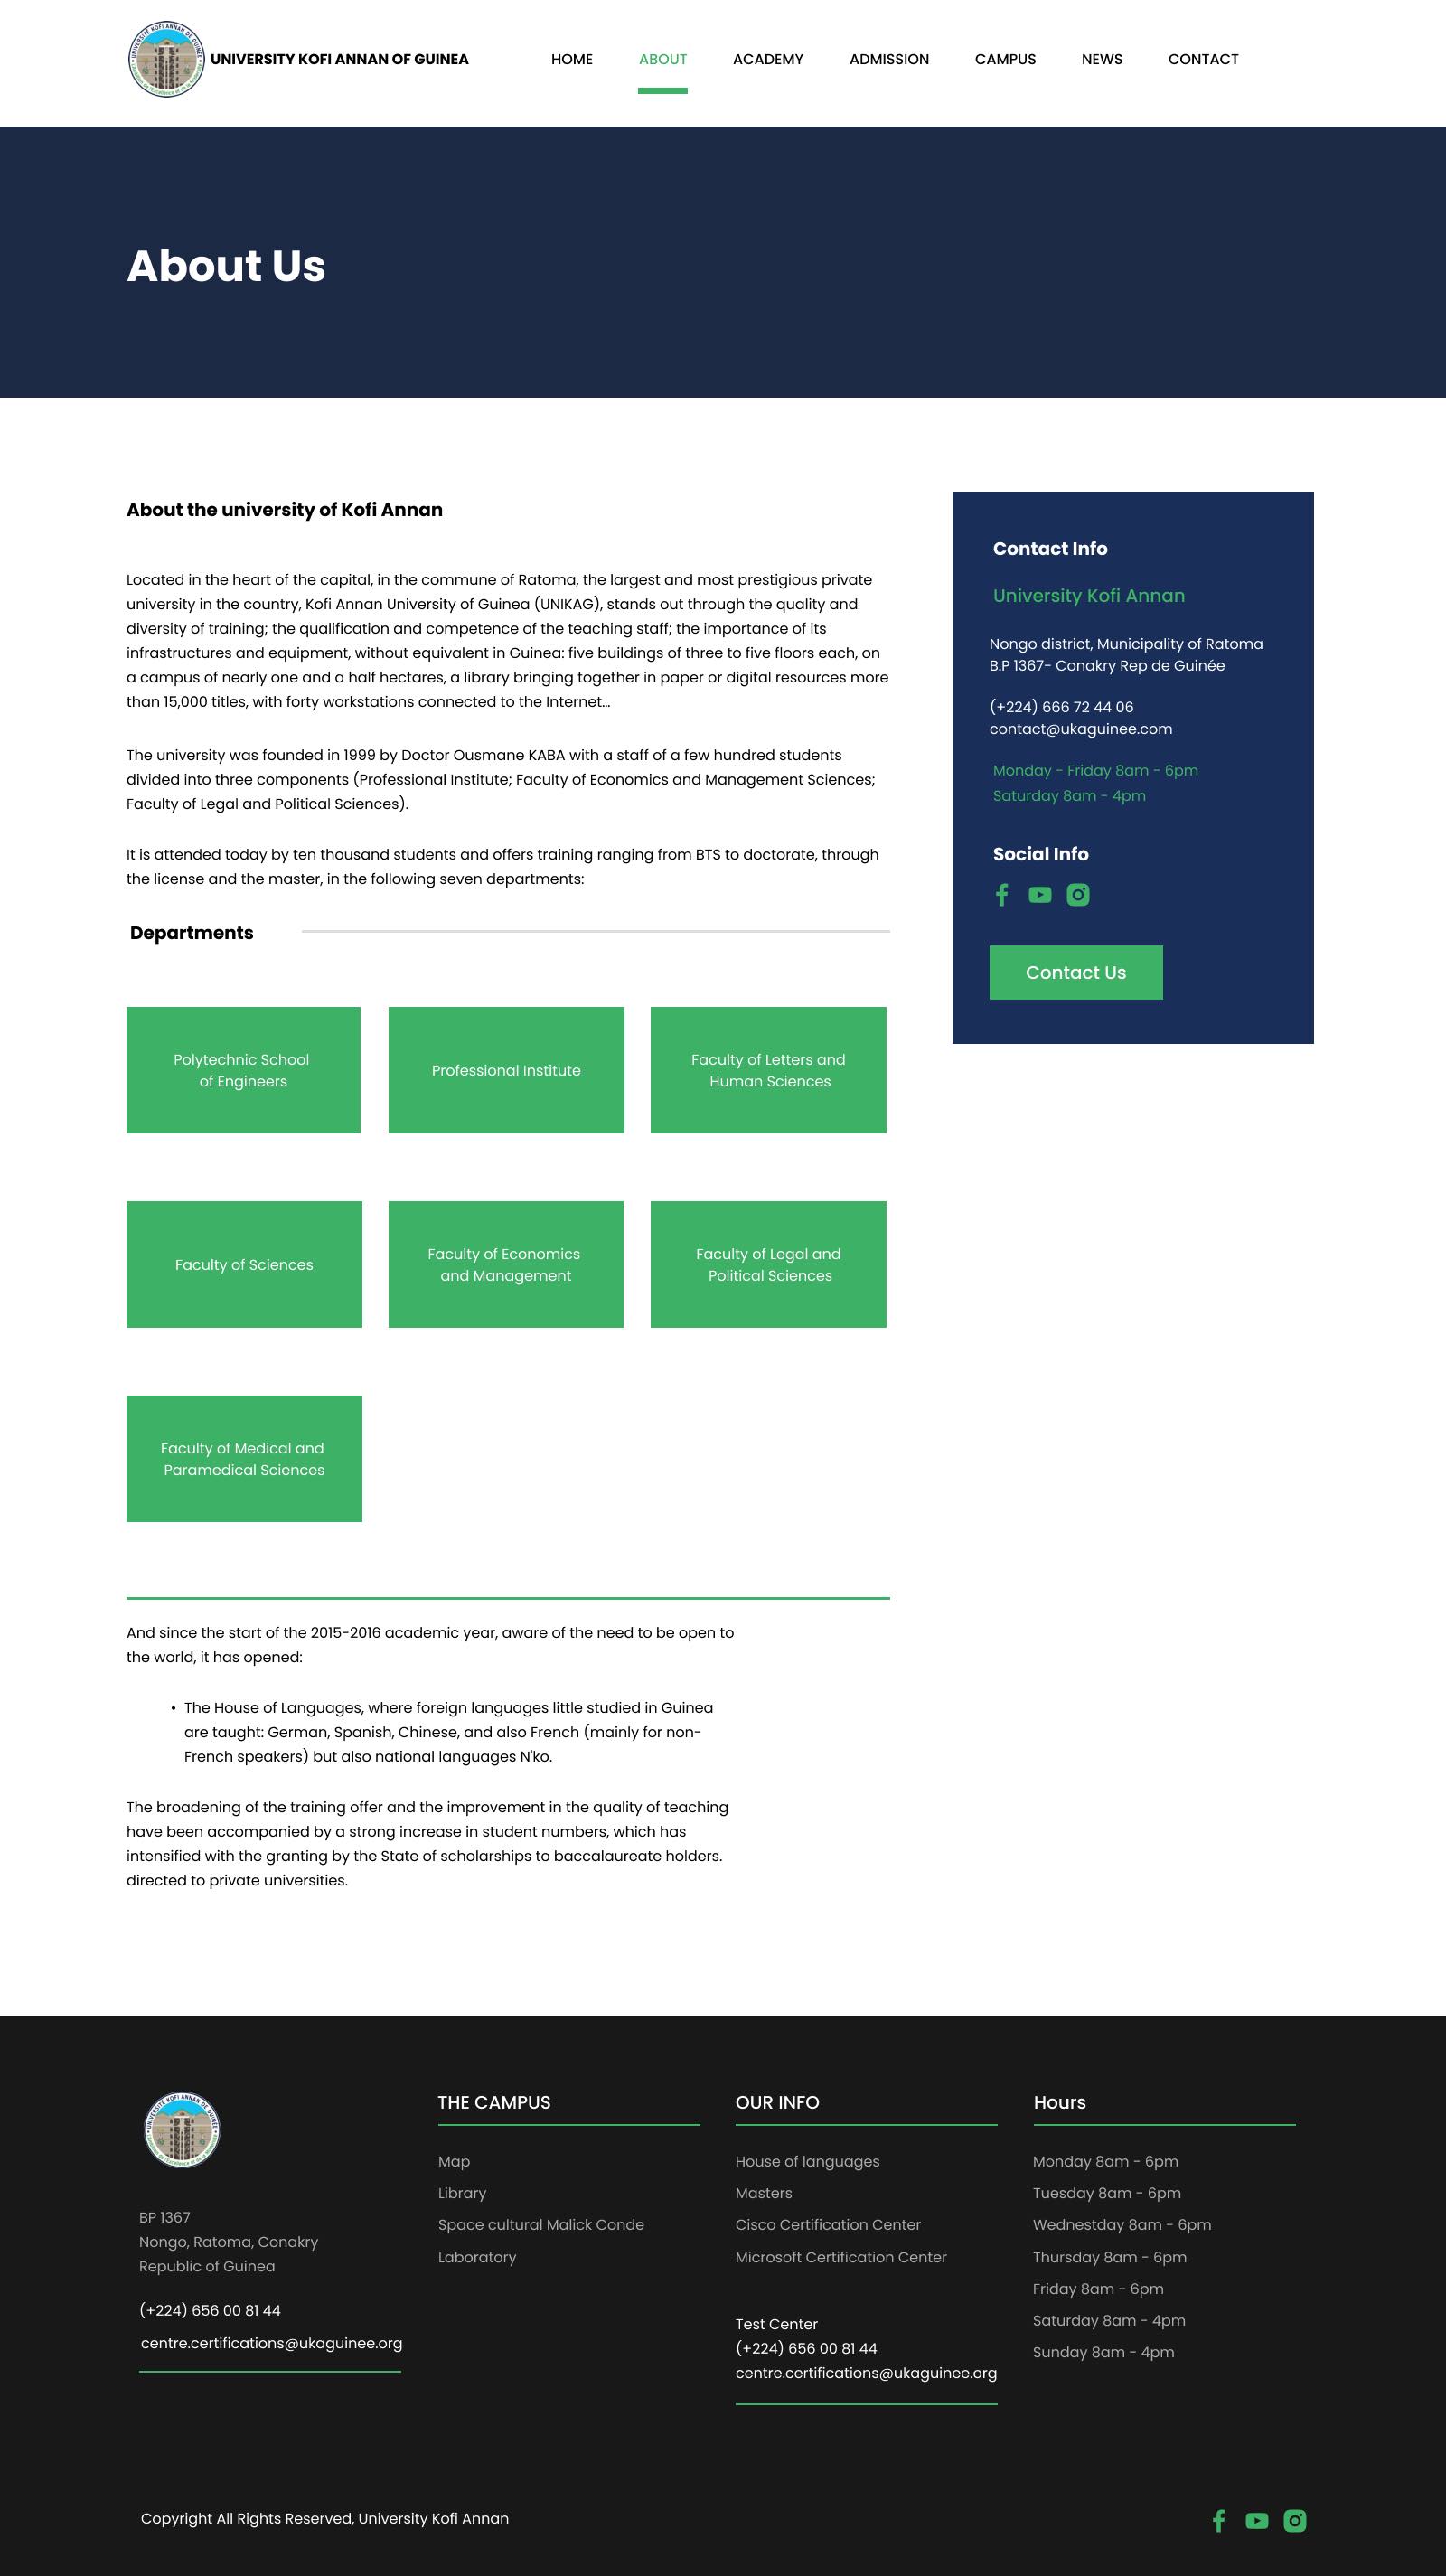 UNIVERSITY KOFI ANNAN OF GUINEA
HOME
ABOUT
ACADEMY
ADMISSION
CAMPUS
NEWS
CONTACT
About Us
About the university of Kofi Annan
Located in the heart of the capital, in the commune of Ratoma, the largest and most prestigious private
university in the country, Kofi Annan University of Guinea (UNIKAG), stands out through the quality and
diversity of training; the qualification and competence of the teaching staff; the importance of its
infrastructures and equipment, without equivalent in Guinea: five buildings of three to five floors each, on
a campus of nearly one and a half hectares, a library bringing together in paper or digital resources more
than 15,000 titles, with forty workstations connected to the Internet...
The university was founded in 1999 by Doctor Ousmane KABA with a staff of a few hundred students
divided into three components (Professional Institute; Faculty of Economics and Management Sciences;
Faculty of Legal and Political Sciences).
It is attended today by ten thousand students and offers training ranging from BTS to doctorate, through
the license and the master, in the following seven departments:
Departments
Polytechnic School
of Engineers
Professional Institute
Faculty of Letters and
Human Sciences
Faculty of Sciences
Faculty of Economics
and Management
Faculty of Legal and
Political Sciences
Faculty of Medical and
Paramedical Sciences
And since the start of the 2015-2016 academic year, aware of the need to be open to
the world, it has opened:
• The House of Languages, where foreign languages little studied in Guinea
are taught: German, Spanish, Chinese, and also French (mainly for non-
French speakers) but also national languages N'ko.
The broadening of the training offer and the improvement in the quality of teaching
have been accompanied by a strong increase in student numbers, which has
intensified with the granting by the State of scholarships to baccalaureate holders.
directed to private universities.
Contact Info
University Kofi Annan
Nongo district, Municipality of Ratoma
B.P 1367- Conakry Rep de Guinée
(+224) 666 72 44 06
contact@ukaguinee.com
Monday - Friday 8am - 6pm
Saturday 8am - 4pm
Social Info
Contact Us
BP 1367
Nongo, Ratoma, Conakry
Republic of Guinea
(+224) 656 00 81 44
centre.certifications@ukaguinee.org
THE CAMPUS
Map
Library
Space cultural Malick Conde
Laboratory
OUR INFO
House of languages
Masters
Cisco Certification Center
Microsoft Certification Center
Test Center
(+224) 656 00 81 44
centre.certifications@ukaguinee.org
Hours
Monday 8am - 6pm
Tuesday 8am - 6pm
Wednestday 8am - 6pm
Thursday 8am - 6pm
Friday 8am - 6pm
Saturday 8am - 4pm
Sunday 8am - 4pm
Copyright All Rights Reserved, University Kofi Annan